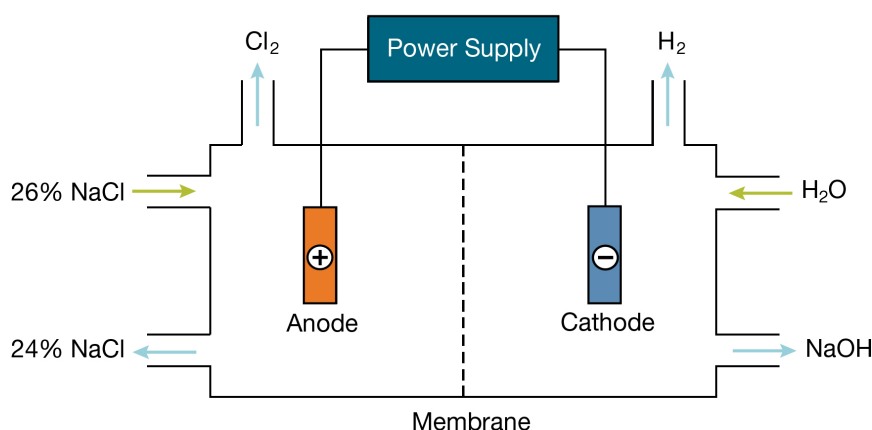 Cl₂
Power Supply
H₂
26% NaCl
H₂O
+
−
Anode
Cathode
24% NaCl
NaOH
Membrane